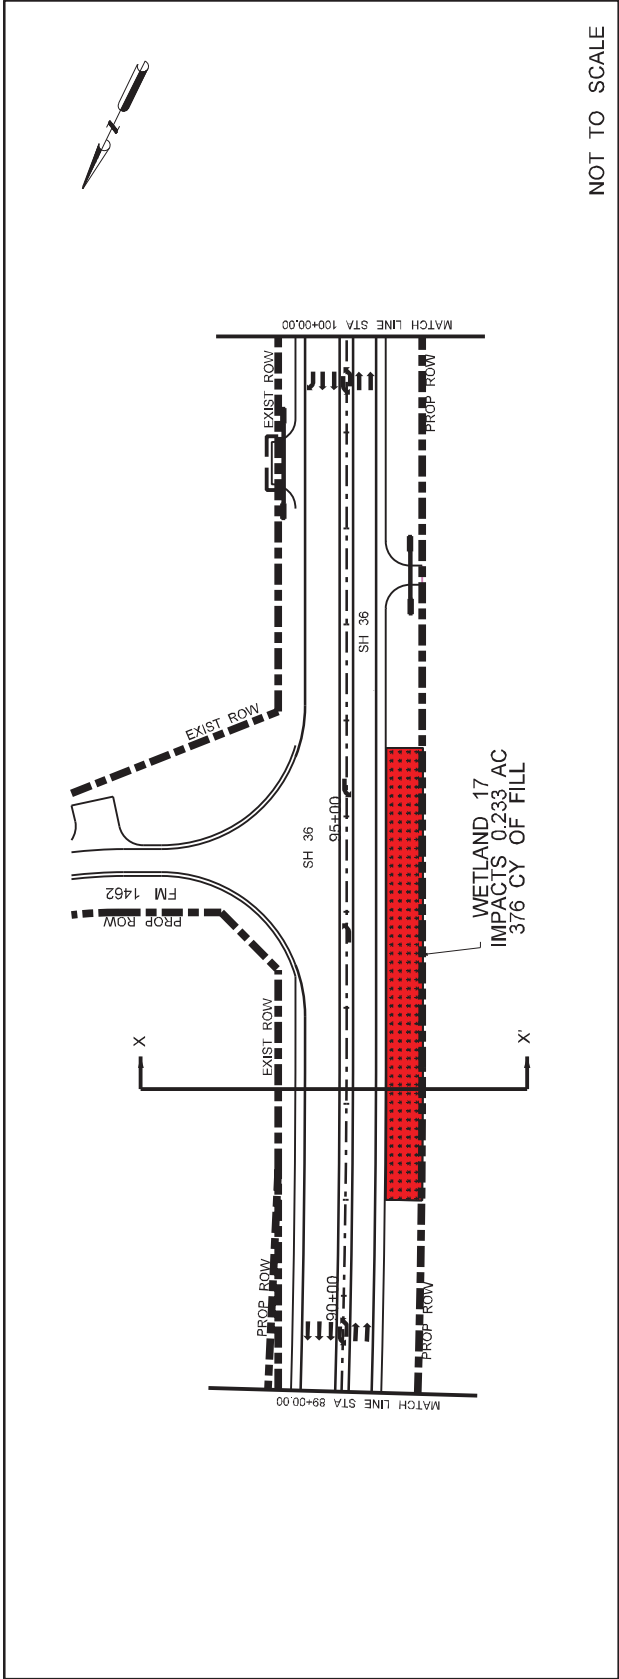 N
NOT TO SCALE
MATCH LINE STA 100+00.00
EXIST ROW
PROP ROW
SH 36
EXIST ROW
95+00
SH 36
FM 1462
PROP ROW
WETLAND 17
IMPACTS 0.233 AC
376 CY OF FILL
EXIST ROW
X
X'
PROP ROW
90+00
PROP ROW
MATCH LINE STA 89+00.00